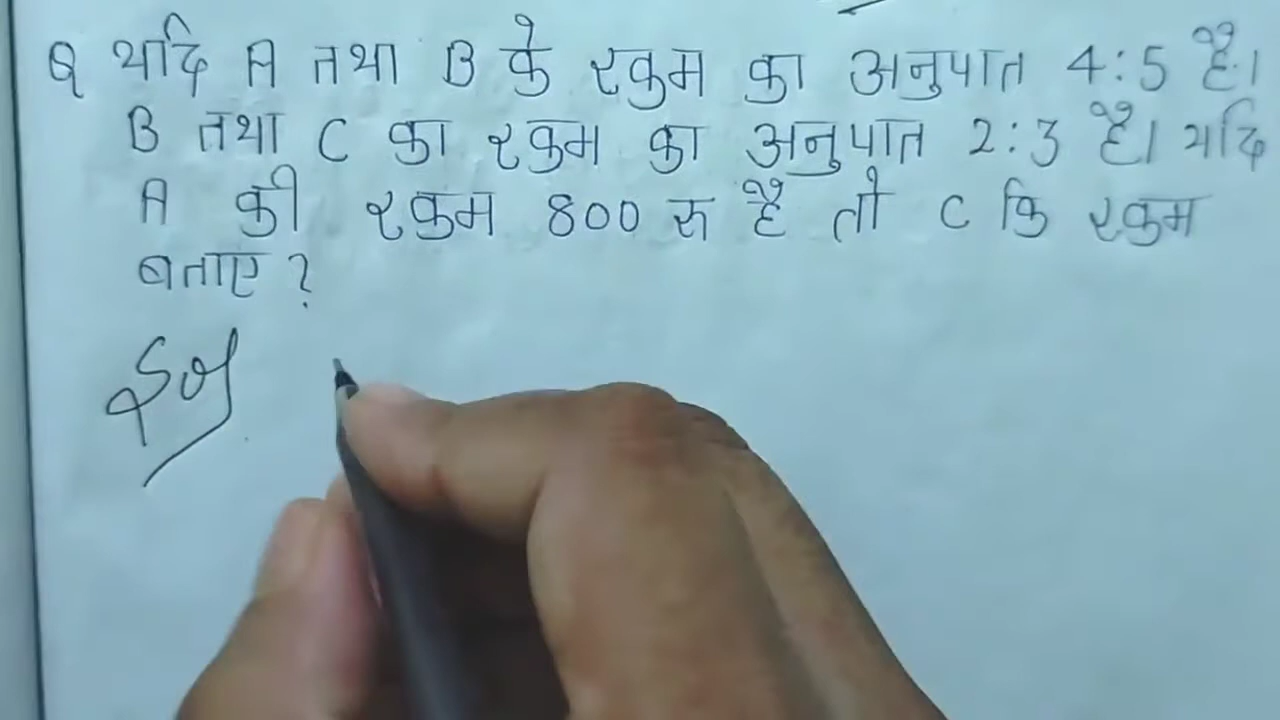 Q यदि A तथा B के रकम का अनुपात 4:5 है।
B तथा C का रकम का अनुपात 2:3 है। यदि
A की रकम 800 रु है तो C कि रकम
बताए ?
Sol